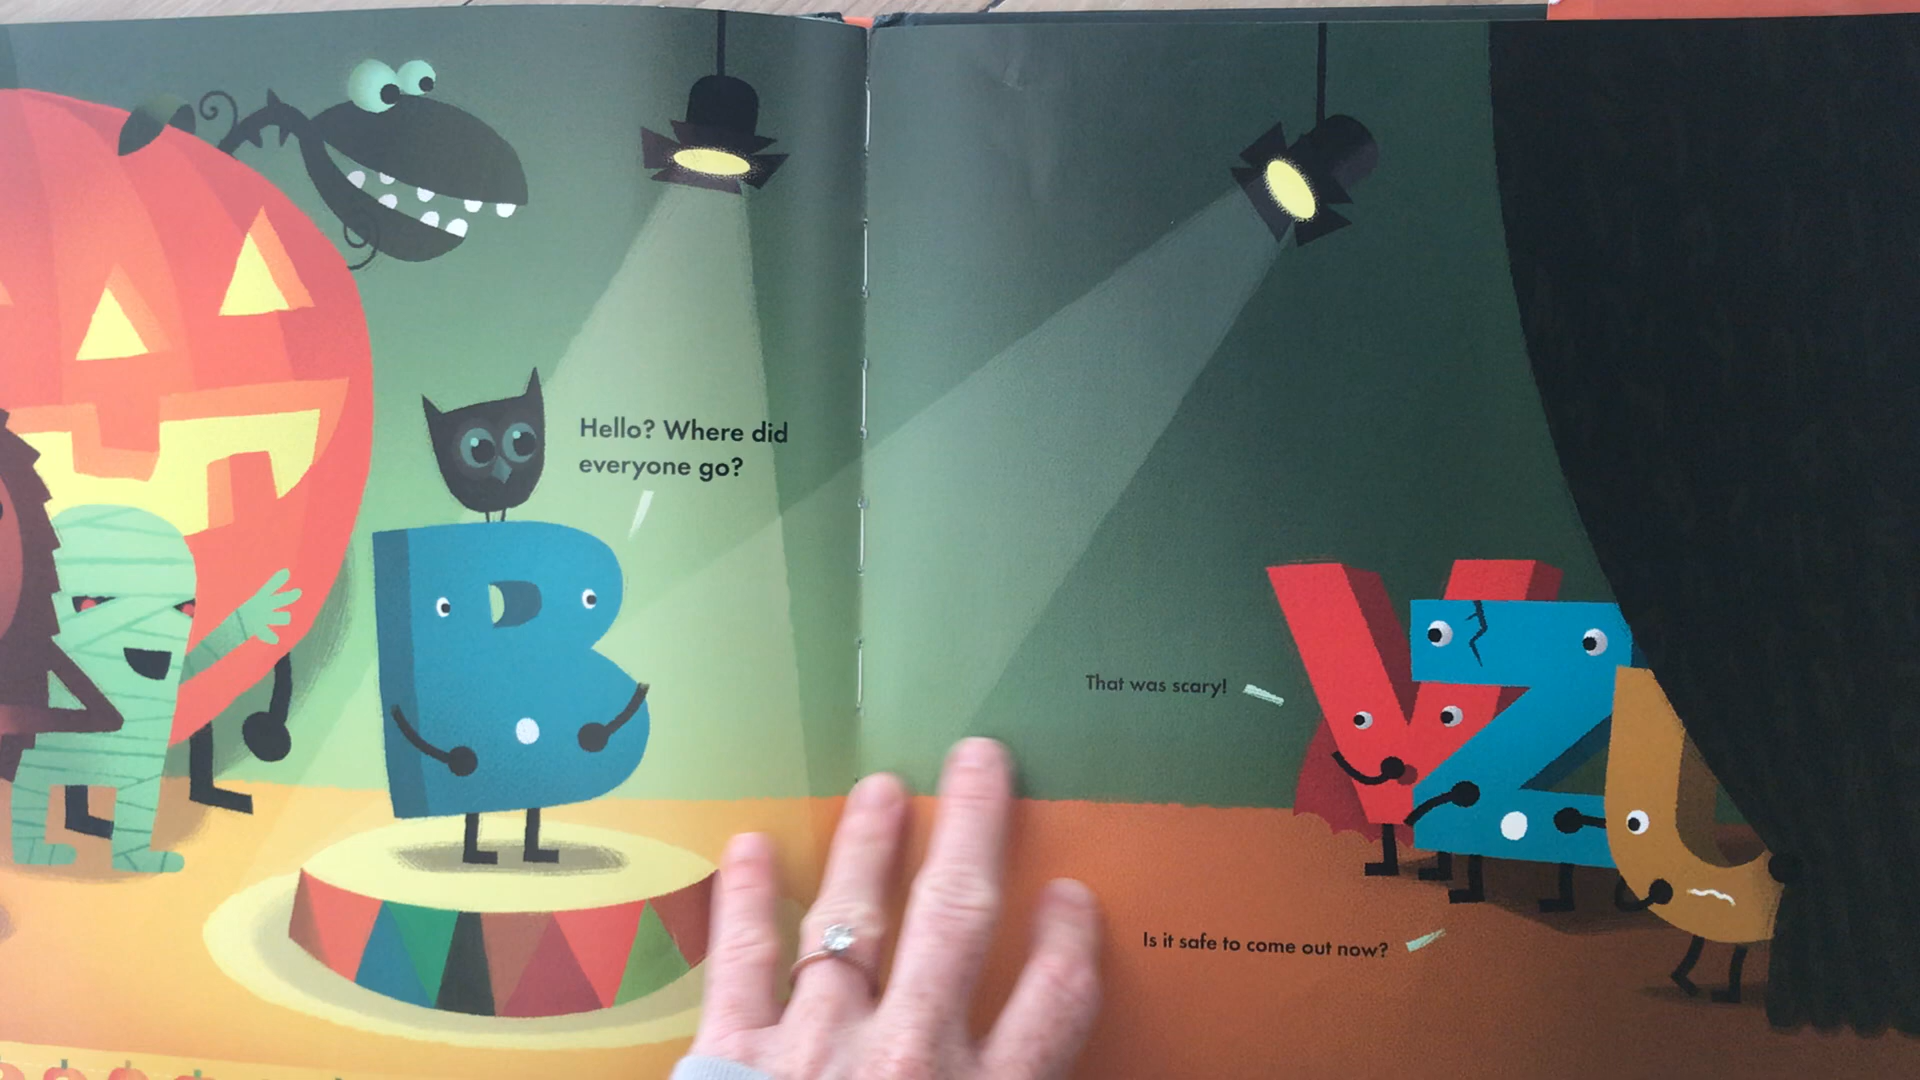 Hello? Where did
everyone go?
That was scary!
Is it safe to come out now?